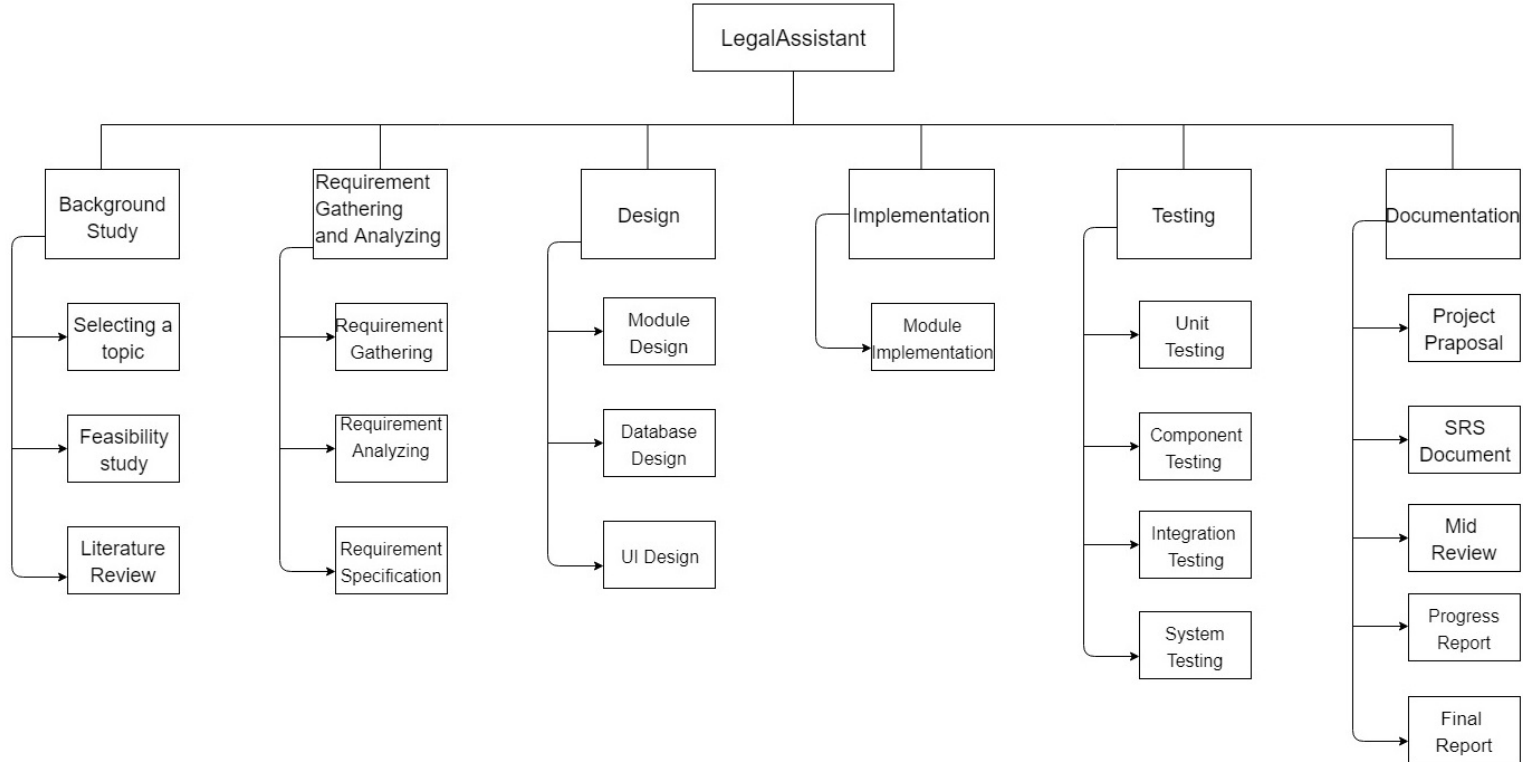 LegalAssistant
Background
Study
Selecting a
topic
Feasibility
study
Literature
Review
Requirement
Gathering
and Analyzing
Requirement
Gathering
Requirement
Analyzing
Requirement
Specification
Design
Module
Design
Database
Design
UI Design
Implementation
Module
Implementation
Testing
Unit
Testing
Component
Testing
Integration
Testing
System
Testing
Documentation
Project
Praposal
SRS
Document
Mid
Review
Progress
Report
Final
Report